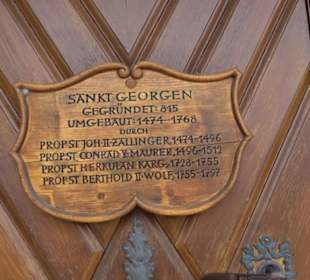 SANKT GEORGEN
GEGRÜNDET: 815
UMGEBAUT: 1474-1768
DURCH
PROPST JOH·II·ZALLINGER, 1474-1496
PROPST CONRAD V·MAURER, 1496-1512
PROPST HERKULAN KARG, 1728-1755
PROPST BERTHOLD II·WOLF, 1755-1797